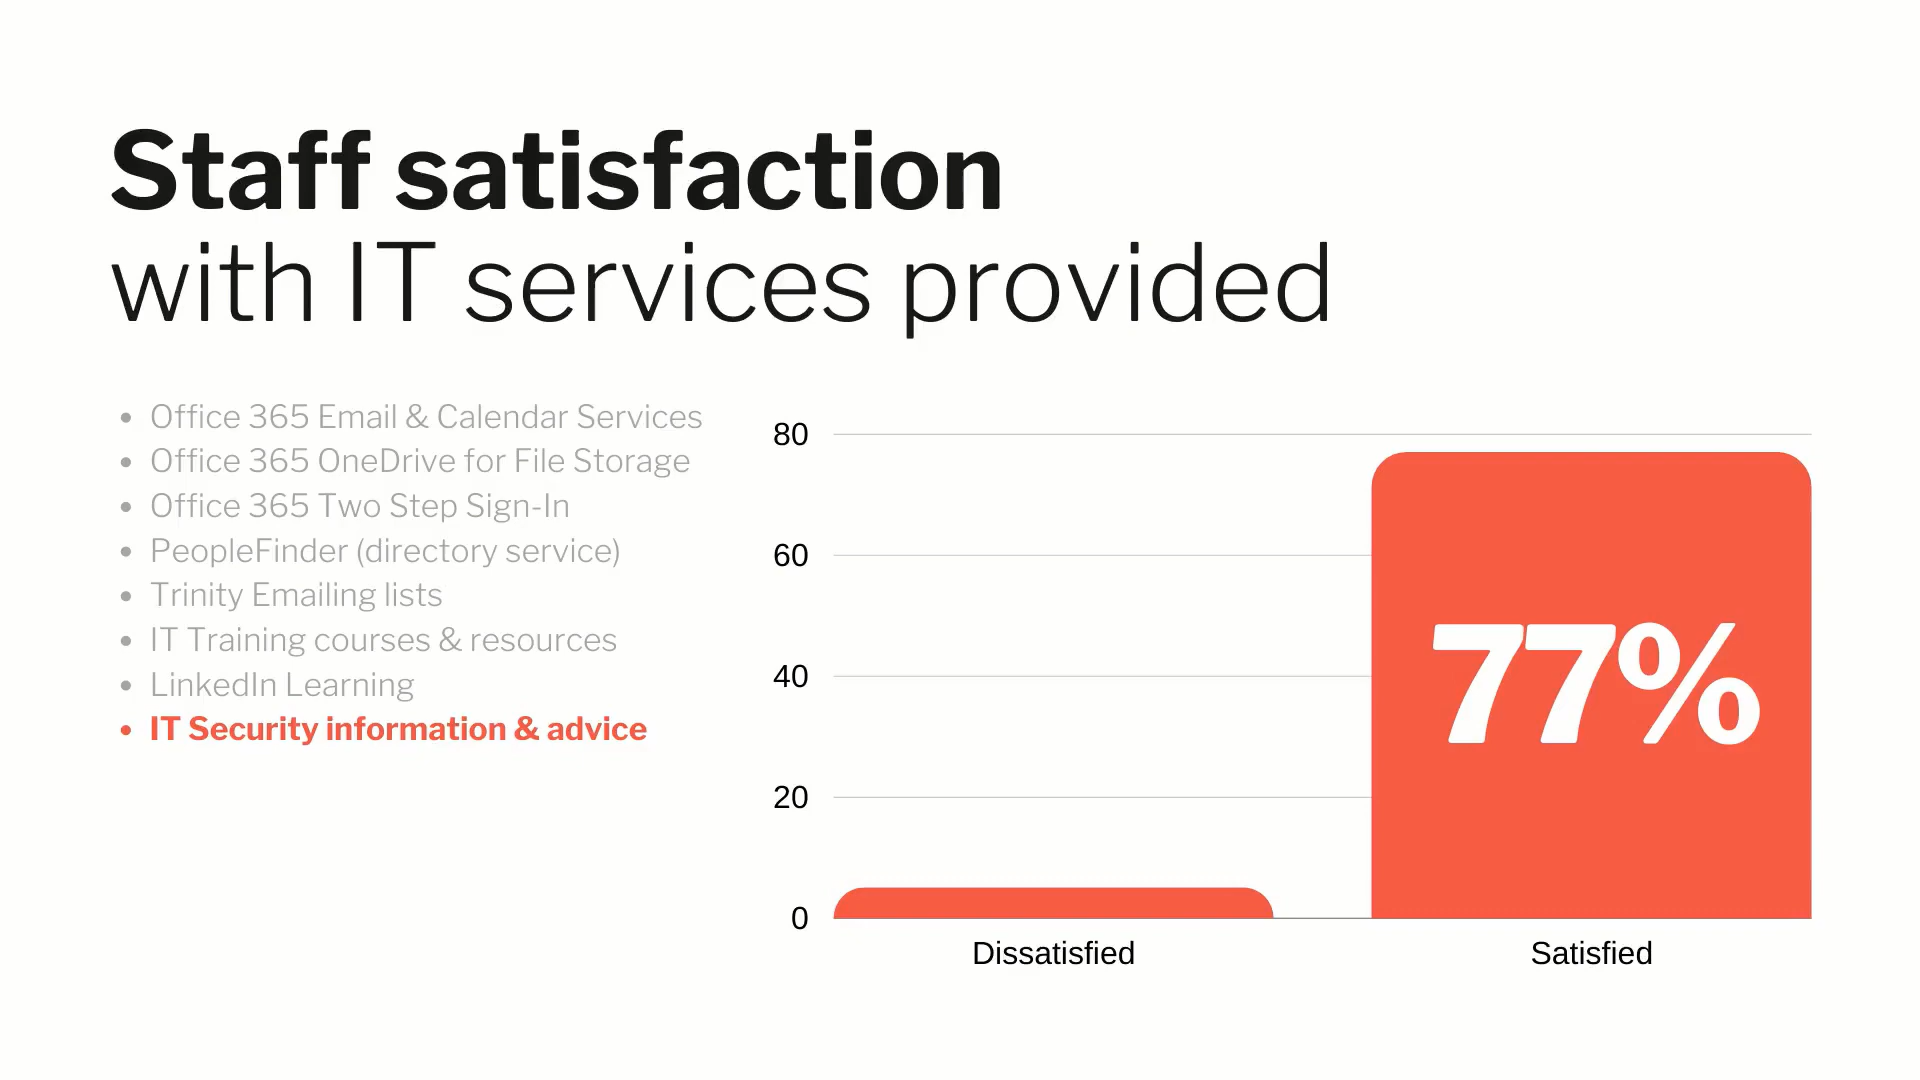 Staff satisfaction
with IT services provided
• Office 365 Email & Calendar Services
• Office 365 OneDrive for File Storage
• Office 365 Two Step Sign-In
• PeopleFinder (directory service)
• Trinity Emailing lists
• IT Training courses & resources
• LinkedIn Learning
• IT Security information & advice
80
60
40
20
0
77%
Dissatisfied
Satisfied